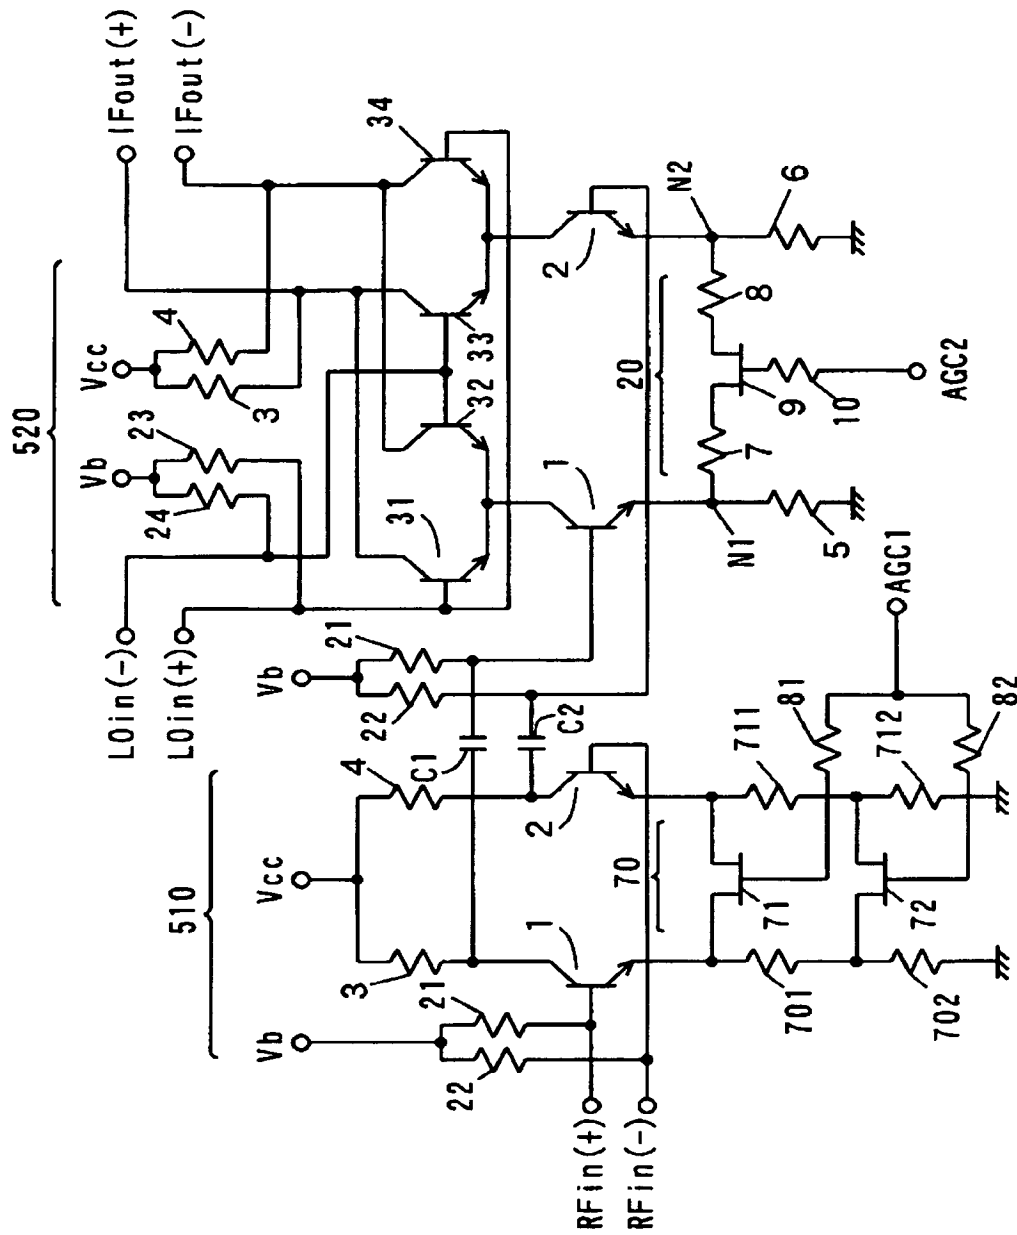 520
IFout(+)
IFout(-)
LOin(-)
LOin(+)
Vb
24
23
Vcc
3
4
31
32
33
34
510
Vb
22
21
Vcc
3
4
C1
C2
Vb
22
21
1
2
RFin(+)
RFin(-)
1
2
70
71
72
701
702
711
712
81
82
AGC1
20
N1
N2
7
8
9
10
5
6
AGC2